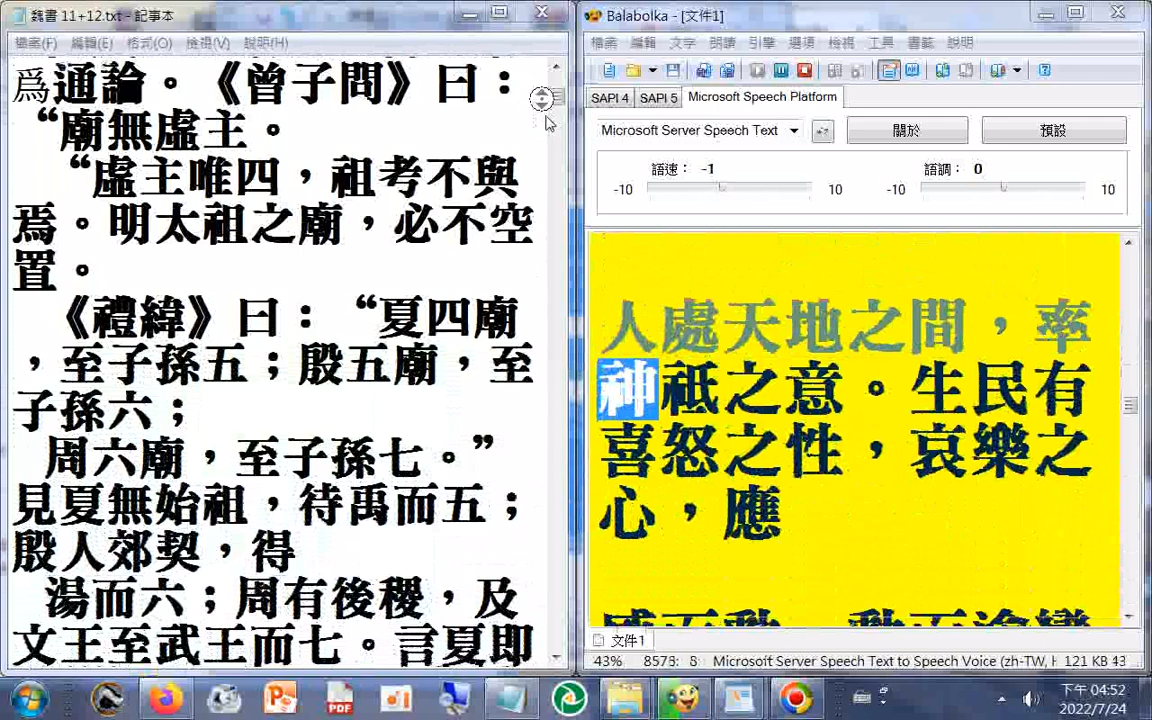 魏書 11+12.txt - 記事本
檔案(F) 編輯(E) 格式(O) 檢視(V) 說明(H)
爲通論。《曾子問》曰：
“廟無虛主。
“虛主唯四，祖考不與
焉。明太祖之廟，必不空
置。
《禮緯》曰：“夏四廟
，至子孫五；殷五廟，至
子孫六；
周六廟，至子孫七。”
見夏無始祖，待禹而五；
殷人郊契，得
湯而六；周有後稷，及
文王至武王而七。言夏即
Balabolka - [文件1]
檔案 編輯 文字 朗讀 引擎 選項 檢視 工具 書籤 說明
SAPI 4 SAPI 5 Microsoft Speech Platform
Microsoft Server Speech Text 關於 預設
語速： -1 語調： 0
-10 10 -10 10
人處天地之間，率
神祇之意。生民有
喜怒之性，哀樂之
心，應
感而動，動而淪變
文件1
43% 8573: 8 Microsoft Server Speech Text to Speech Voice (zh-TW, H 121 KB 43
下午 04:52
2022/7/24